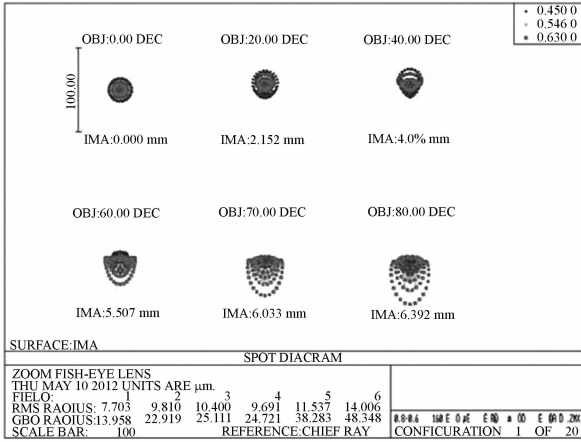 0.450 0
0.546 0
0.630 0
OBJ:0.00 DEC
OBJ:20.00 DEC
OBJ:40.00 DEC
100.00
IMA:0.000 mm
IMA:2.152 mm
IMA:4.0% mm
OBJ:60.00 DEC
OBJ:70.00 DEC
OBJ:80.00 DEC
IMA:5.507 mm
IMA:6.033 mm
IMA:6.392 mm
SURFACE:IMA
SPOT DIACRAM
ZOOM FISH-EYE LENS
THU MAY 10 2012 UNITS ARE μm.
FIELO: 1 2 3 4 5 6
RMS RAOIUS: 7.703 9.810 10.400 9.691 11.537 14.006
GBO RAOIUS:13.958 22.919 25.111 24.721 38.283 48.348
SCALE BAR: 100 REFERENCE:CHIEF RAY
CONFICURATION 1 OF 20